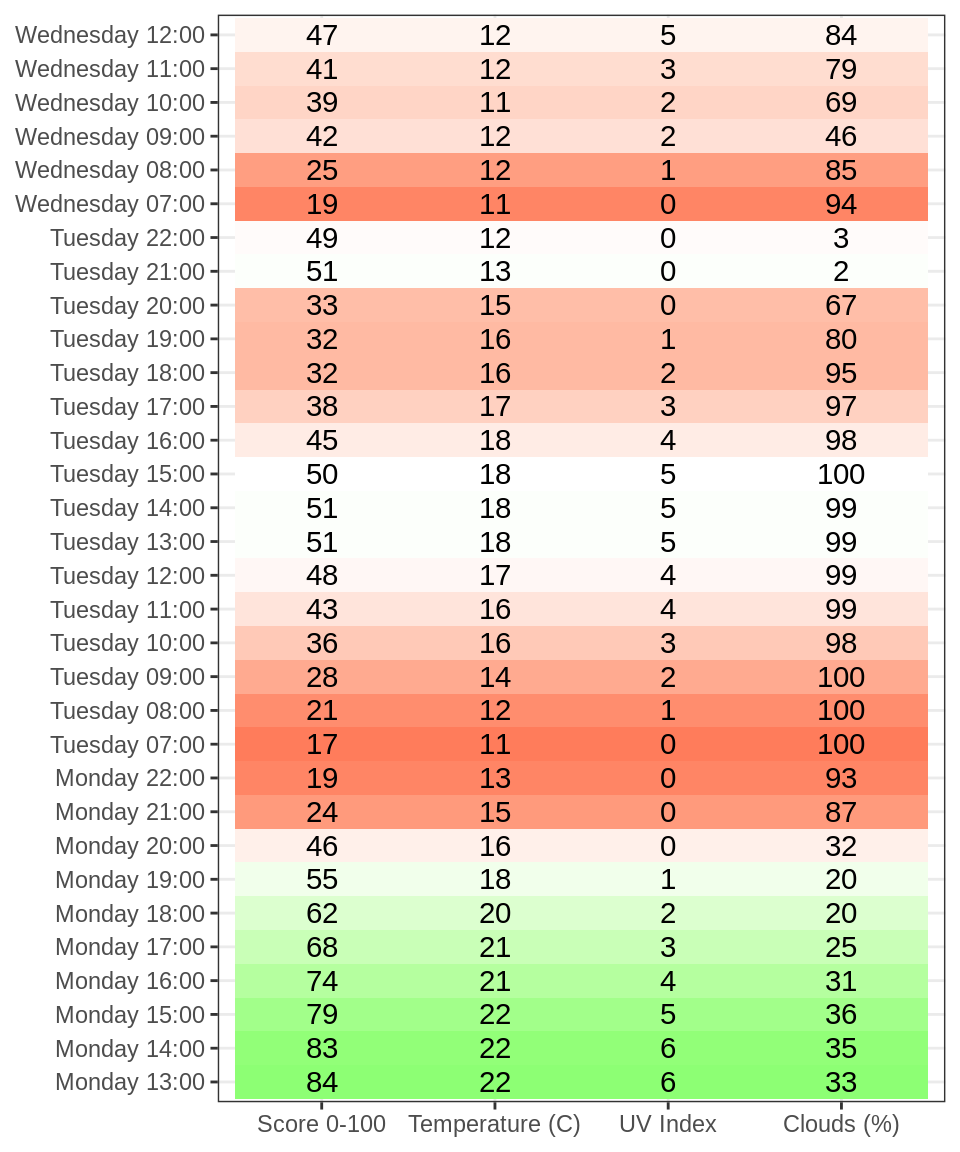 Wednesday 12:00 47 12 5 84
Wednesday 11:00 41 12 3 79
Wednesday 10:00 39 11 2 69
Wednesday 09:00 42 12 2 46
Wednesday 08:00 25 12 1 85
Wednesday 07:00 19 11 0 94
Tuesday 22:00 49 12 0 3
Tuesday 21:00 51 13 0 2
Tuesday 20:00 33 15 0 67
Tuesday 19:00 32 16 1 80
Tuesday 18:00 32 16 2 95
Tuesday 17:00 38 17 3 97
Tuesday 16:00 45 18 4 98
Tuesday 15:00 50 18 5 100
Tuesday 14:00 51 18 5 99
Tuesday 13:00 51 18 5 99
Tuesday 12:00 48 17 4 99
Tuesday 11:00 43 16 4 99
Tuesday 10:00 36 16 3 98
Tuesday 09:00 28 14 2 100
Tuesday 08:00 21 12 1 100
Tuesday 07:00 17 11 0 100
Monday 22:00 19 13 0 93
Monday 21:00 24 15 0 87
Monday 20:00 46 16 0 32
Monday 19:00 55 18 1 20
Monday 18:00 62 20 2 20
Monday 17:00 68 21 3 25
Monday 16:00 74 21 4 31
Monday 15:00 79 22 5 36
Monday 14:00 83 22 6 35
Monday 13:00 84 22 6 33
Score 0-100 Temperature (C) UV Index Clouds (%)